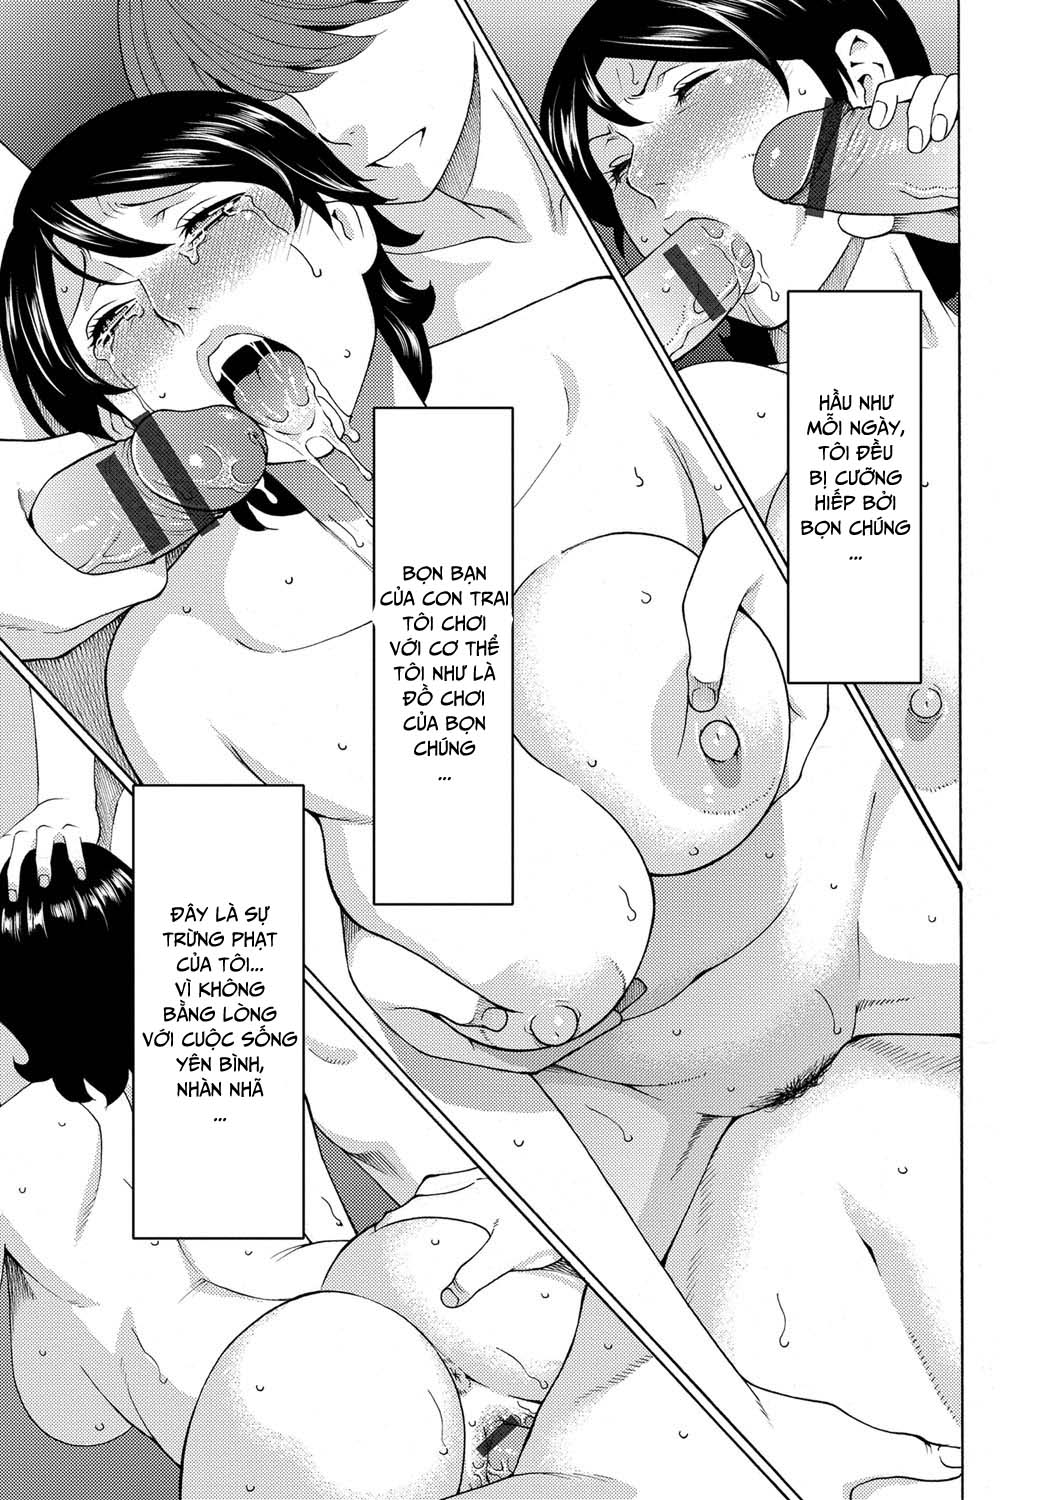 HẦU NHƯ
MỖI NGÀY,
TÔI ĐỀU
BỊ CƯỠNG
HIẾP BỞI
BỌN CHÚNG
...
BỌN BẠN
CỦA CON TRAI
TÔI CHƠI
VỚI CƠ THỂ
TÔI NHƯ LÀ
ĐỒ CHƠI
CỦA BỌN
CHÚNG
...
ĐÂY LÀ SỰ
TRỪNG PHẠT
CỦA TÔI...
VÌ KHÔNG
BẰNG LÒNG
VỚI CUỘC SỐNG
YÊN BÌNH,
NHÀN NHÃ
...